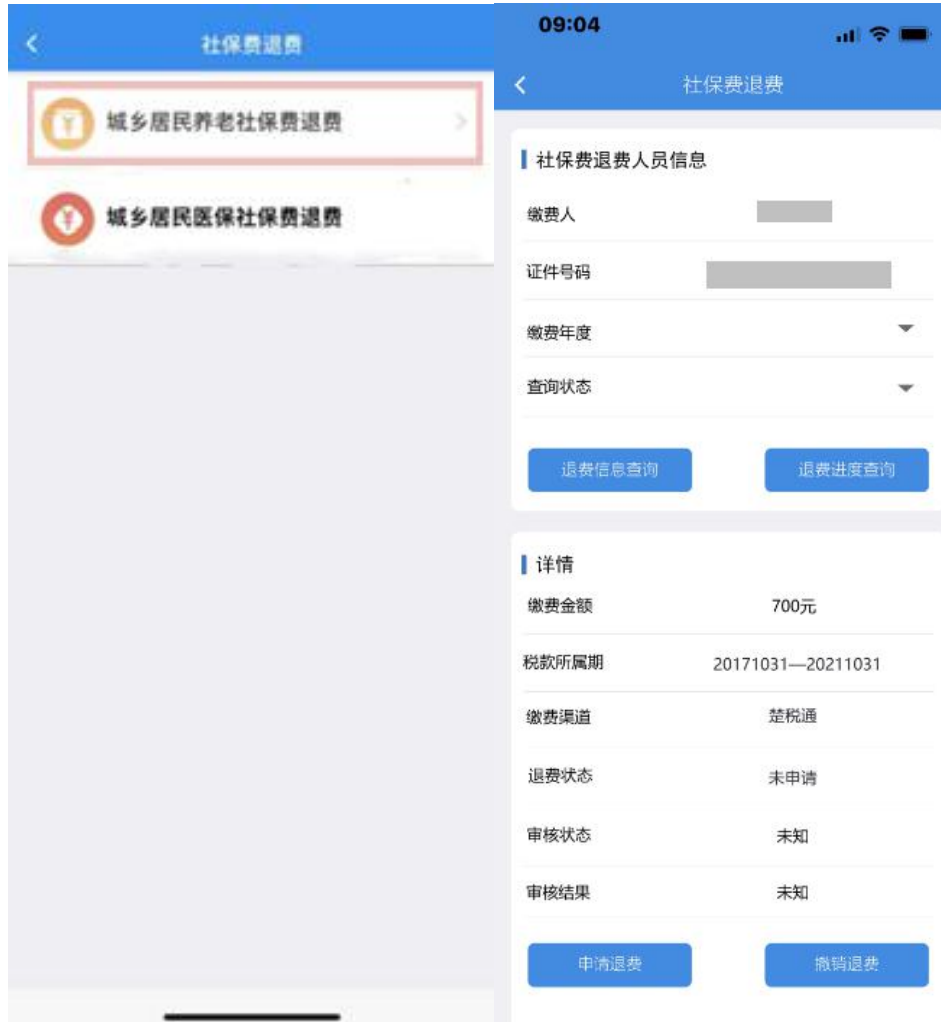 社保费退费
城乡居民养老社保费退费
城乡居民医保社保费退费
09:04
社保费退费
社保费退费人员信息
缴费人
证件号码
缴费年度
查询状态
退费信息查询 退费进度查询
详情
缴费金额 700元
税款所属期 20171031—20211031
缴费渠道 楚税通
退费状态 未申请
审核状态 未知
审核结果 未知
申请退费 撤销退费